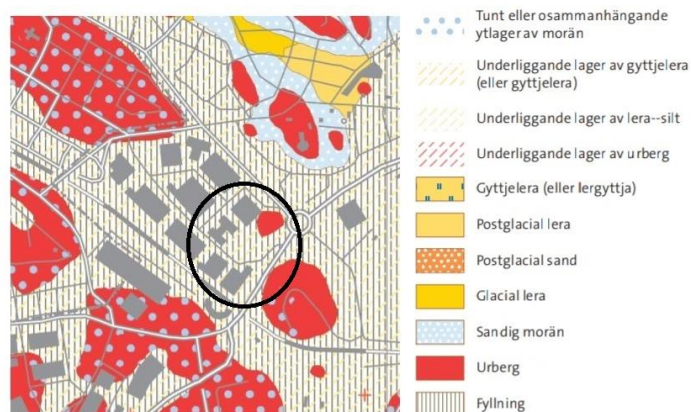 Tunt eller osammanhängande
ytlager av morän
Underliggande lager av gyttjelera
(eller gyttjelera)
Underliggande lager av lera--silt
Underliggande lager av urberg
Gyttjelera (eller lergyttja)
Postglacial lera
Postglacial sand
Glacial lera
Sandig morän
Urberg
Fyllning